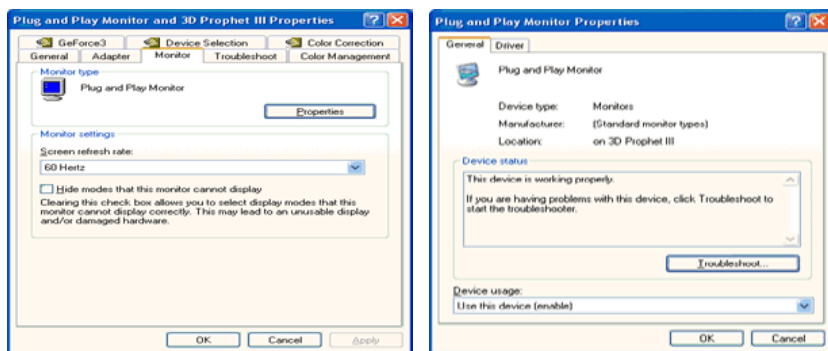 Plug and Play Monitor and 3D Prophet III Properties
GeForce3 Device Selection Color Correction
General Adapter Monitor Troubleshoot Color Management
Monitor type
Plug and Play Monitor
Properties
Monitor settings
Screen refresh rate:
60 Hertz
Hide modes that this monitor cannot display
Clearing this check box allows you to select display modes that this
monitor cannot display correctly. This may lead to an unusable display
and/or damaged hardware.
OK Cancel Apply
Plug and Play Monitor Properties
General Driver
Plug and Play Monitor
Device type: Monitors
Manufacturer: (Standard monitor types)
Location: on 3D Prophet III
Device status
This device is working properly.
If you are having problems with this device, click Troubleshoot to
start the troubleshooter.
Troubleshoot...
Device usage:
Use this device (enable)
OK Cancel